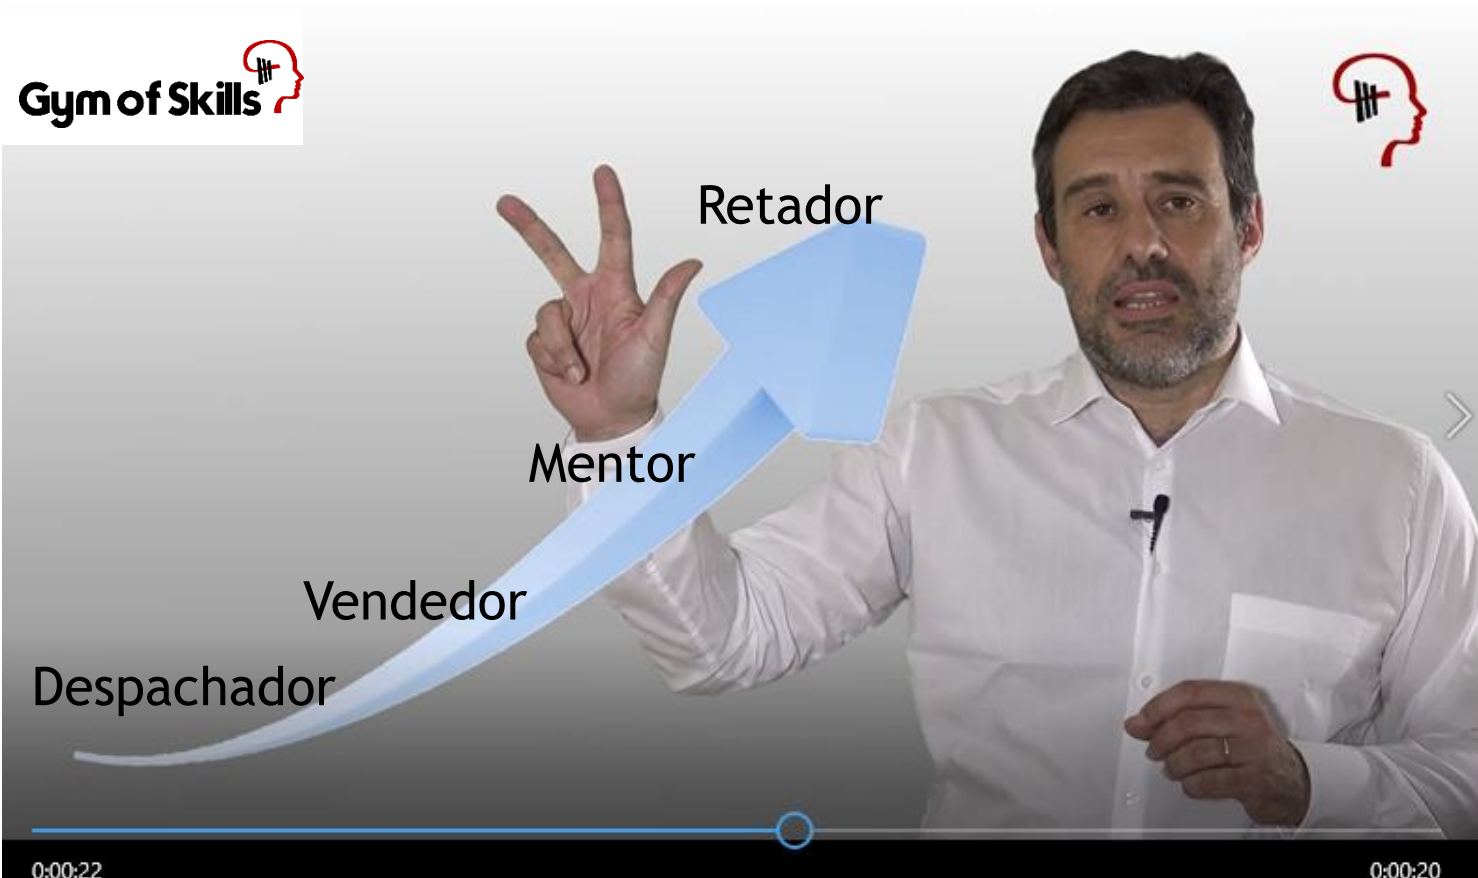 Gym of Skills
Retador
Mentor
Vendedor
Despachador
0:00:22
0:00:20